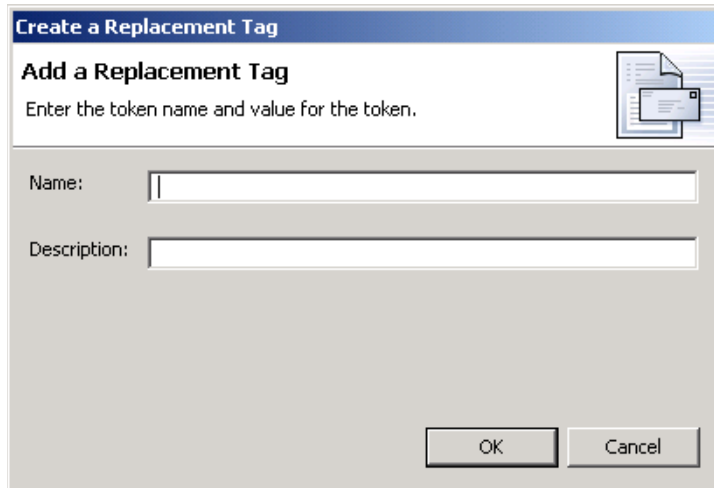 Create a Replacement Tag
Add a Replacement Tag
Enter the token name and value for the token.
Name:
Description:
OK
Cancel